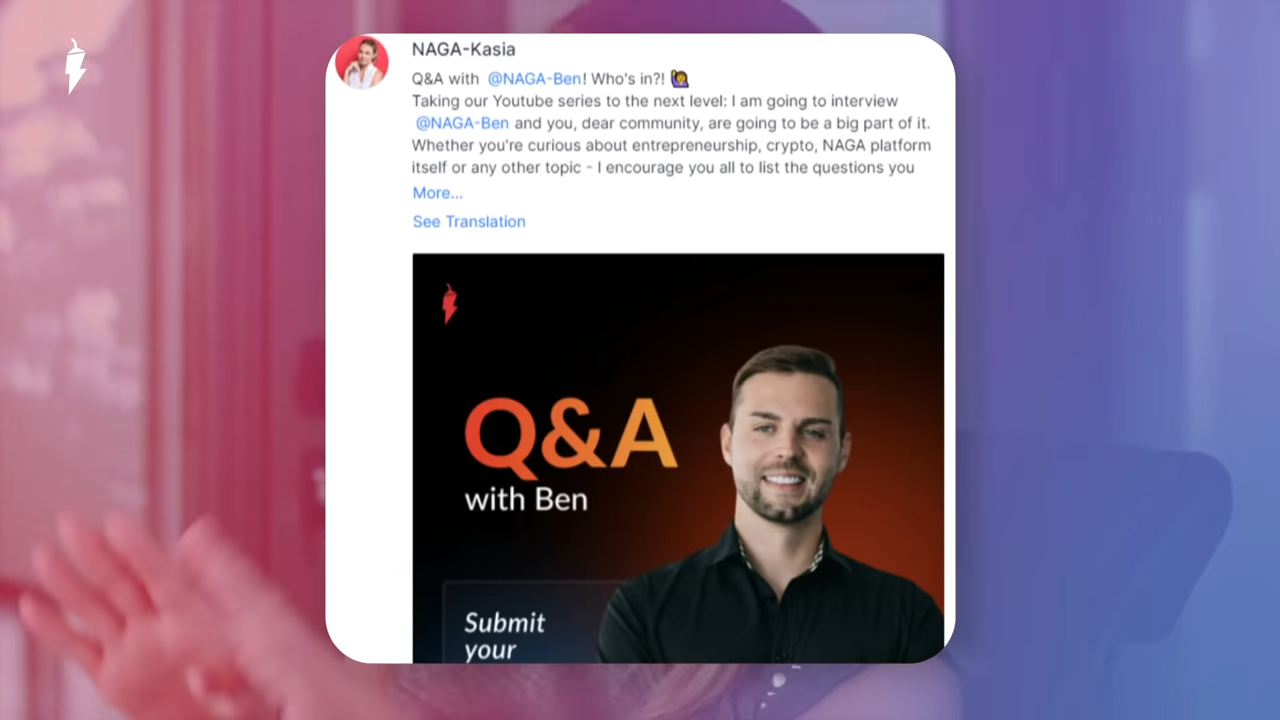 NAGA-Kasia
Q&A with @NAGA-Ben! Who's in?! 🙋
Taking our Youtube series to the next level: I am going to interview
@NAGA-Ben and you, dear community, are going to be a big part of it.
Whether you're curious about entrepreneurship, crypto, NAGA platform
itself or any other topic - I encourage you all to list the questions you
More...
See Translation
Q&A
with Ben
Submit
your